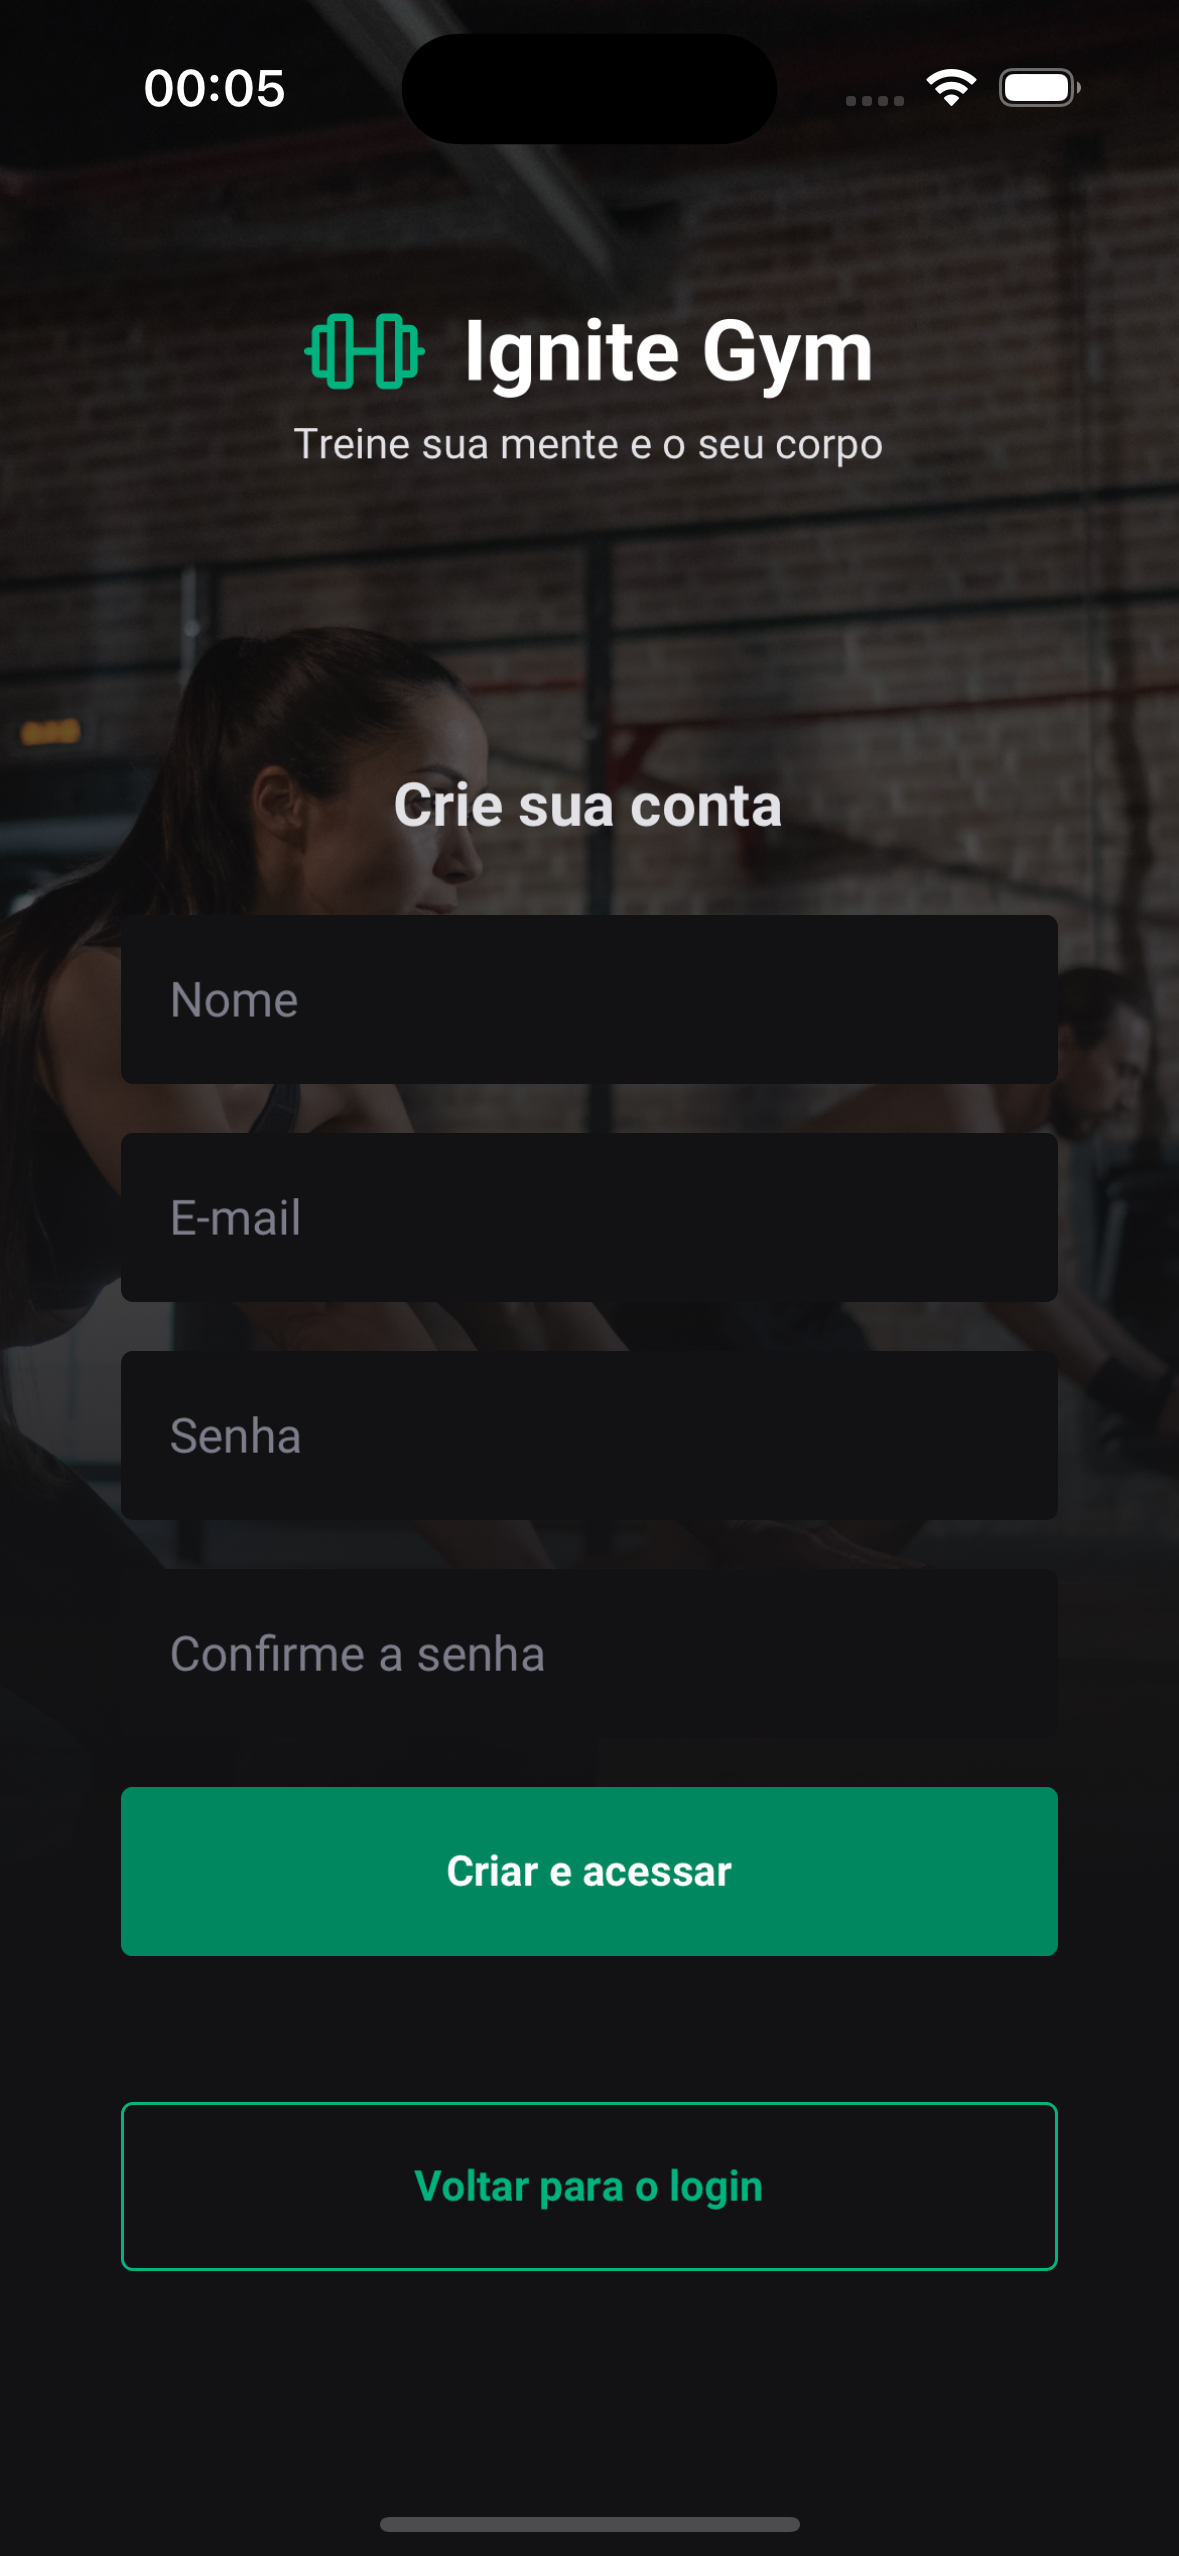 00:05
Ignite Gym
Treine sua mente e o seu corpo
Crie sua conta
Nome
E-mail
Senha
Confirme a senha
Criar e acessar
Voltar para o login